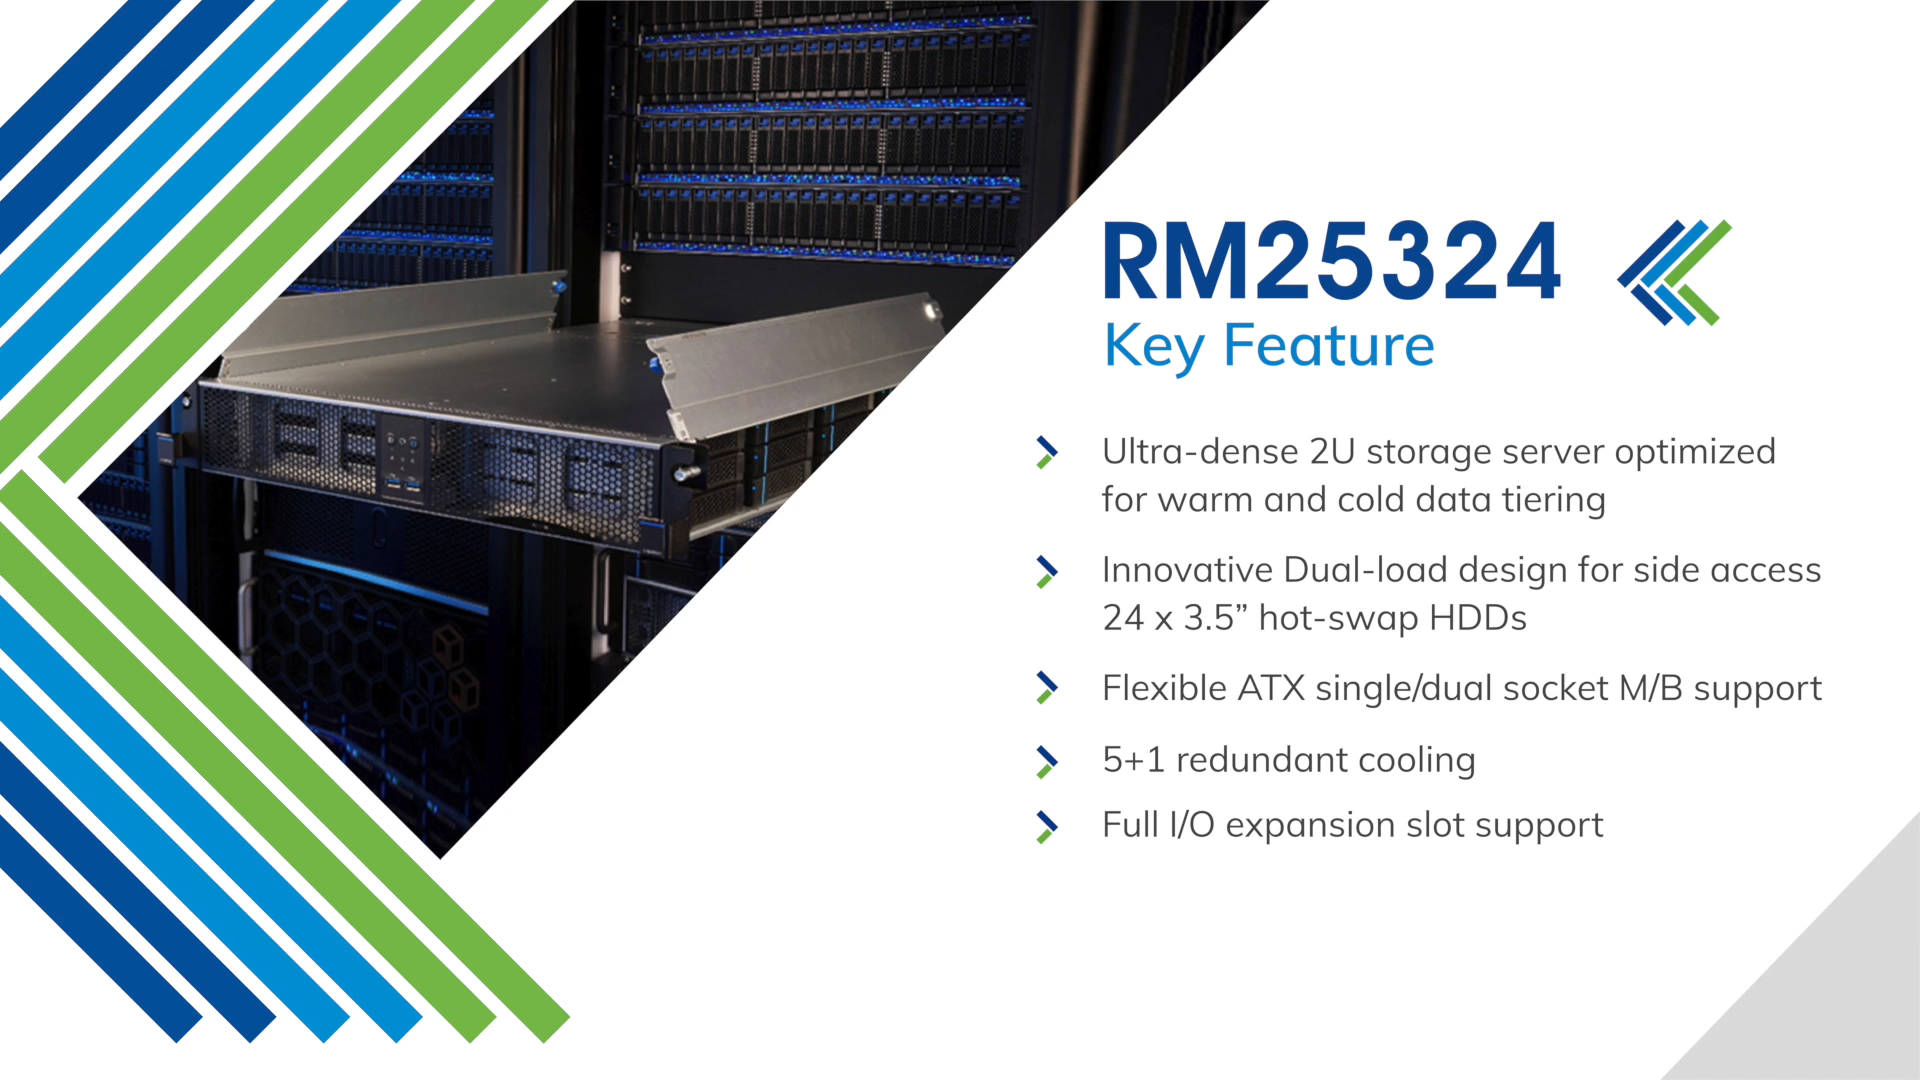 RM25324
Key Feature
Ultra-dense 2U storage server optimized
for warm and cold data tiering
Innovative Dual-load design for side access
24 x 3.5” hot-swap HDDs
Flexible ATX single/dual socket M/B support
5+1 redundant cooling
Full I/O expansion slot support